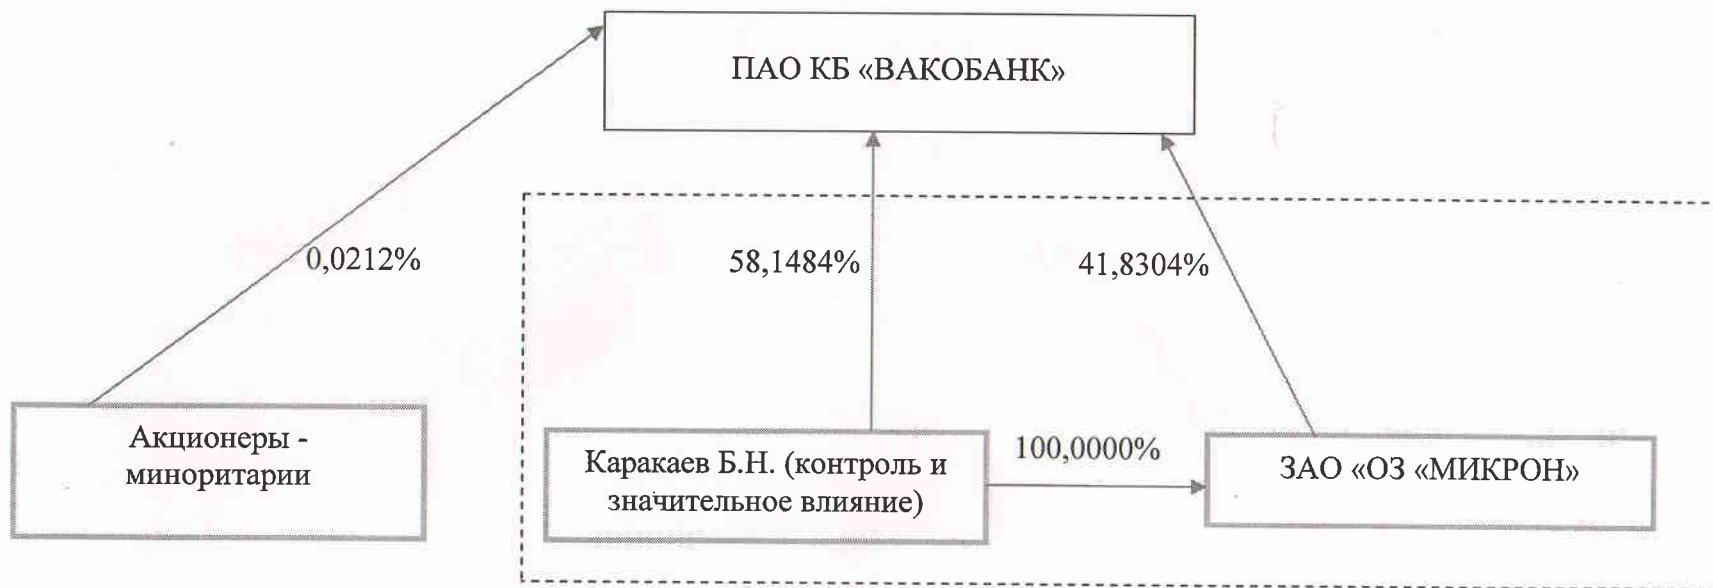 ПАО КБ «ВАКОБАНК»
0,0212%
58,1484%
41,8304%
Акционеры -
миноритарии
Каракаев Б.Н. (контроль и
значительное влияние)
100,0000%
ЗАО «ОЗ «МИКРОН»